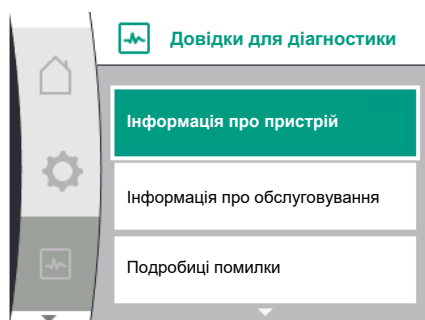 Довідки для діагностики
Інформація про пристрій
Інформація про обслуговування
Подробиці помилки